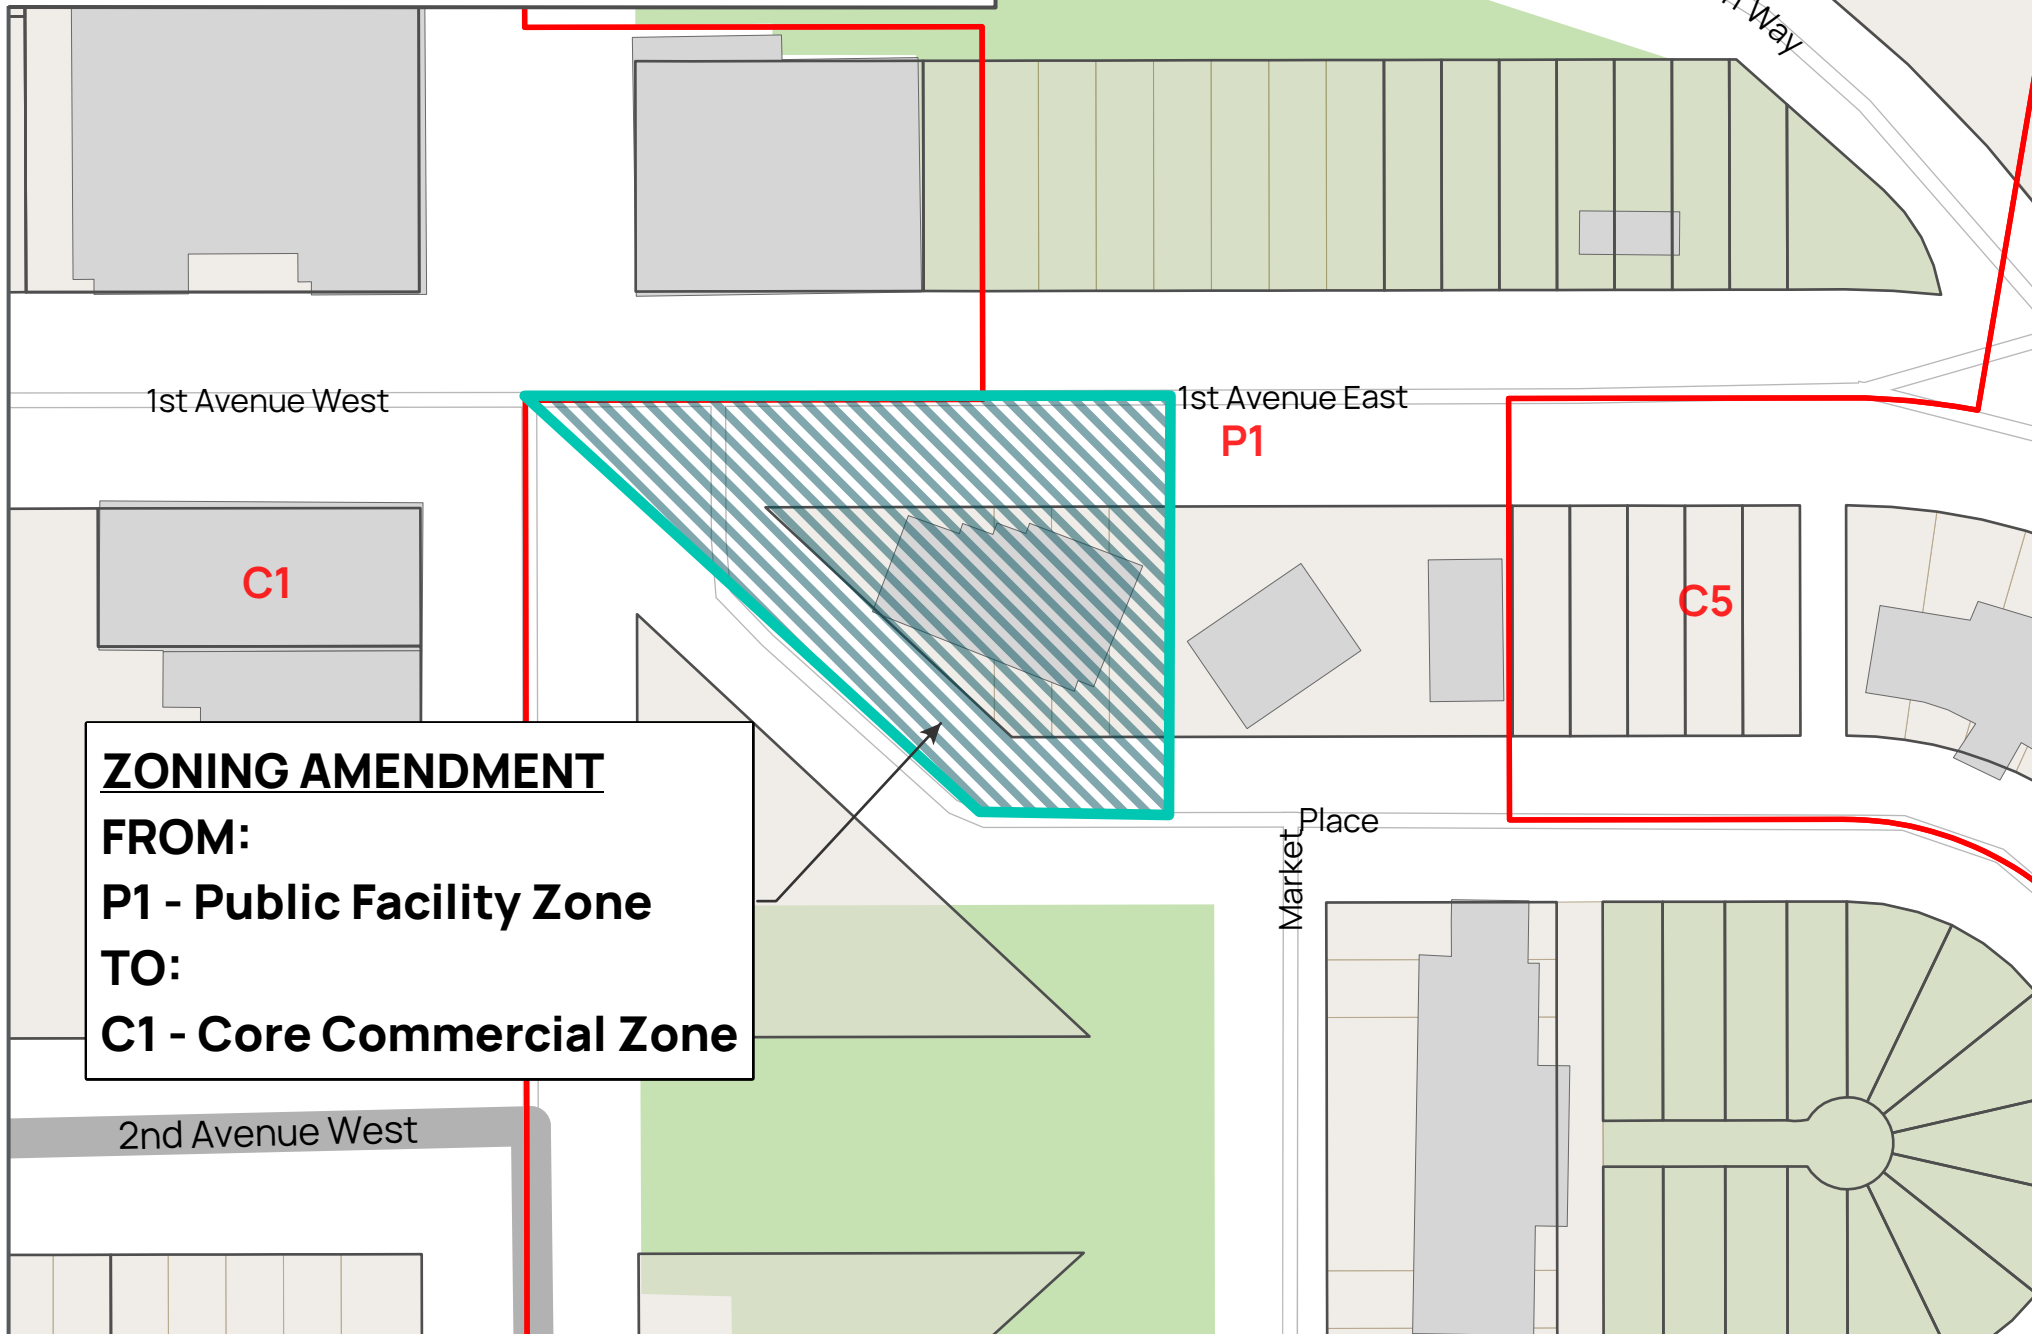 Way
1st Avenue West
1st Avenue East
P1
C1
C5
ZONING AMENDMENT
FROM:
P1 - Public Facility Zone
TO:
C1 - Core Commercial Zone
Place
Market
2nd Avenue West